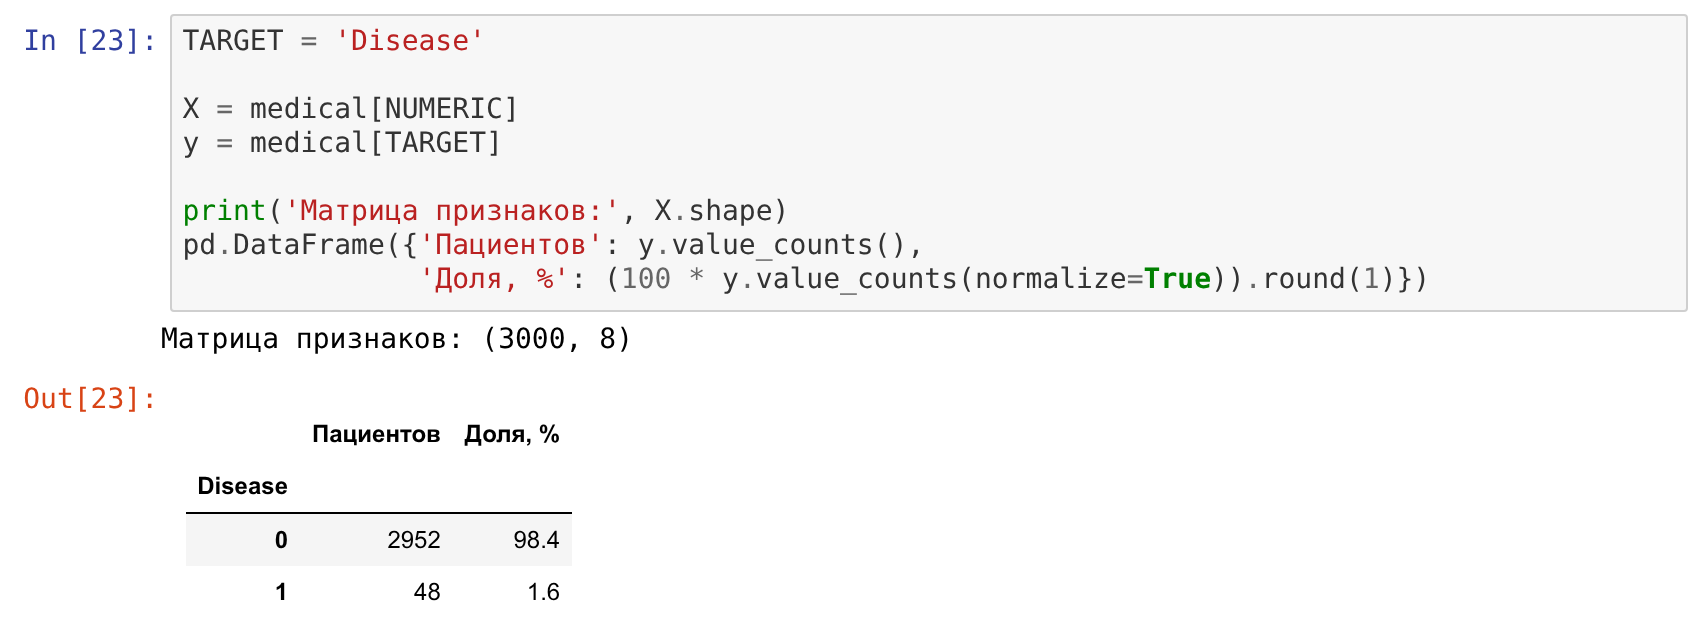 In [23]: TARGET = 'Disease'
X = medical[NUMERIC]
y = medical[TARGET]
print('Матрица признаков:', X.shape)
pd.DataFrame({'Пациентов': y.value_counts(),
'Доля, %': (100 * y.value_counts(normalize=True)).round(1)})
Матрица признаков: (3000, 8)
Out[23]:
Пациентов Доля, %
Disease
0 2952 98.4
1 48 1.6